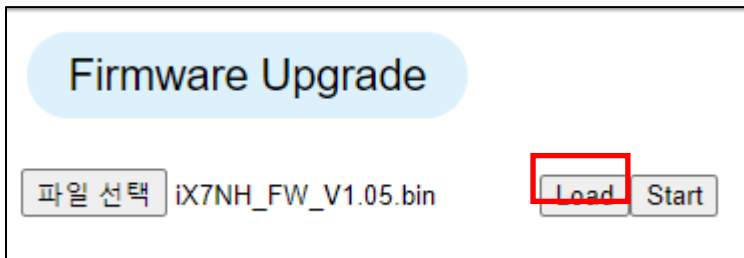 Firmware Upgrade
파일 선택 iX7NH_FW_V1.05.bin Load Start